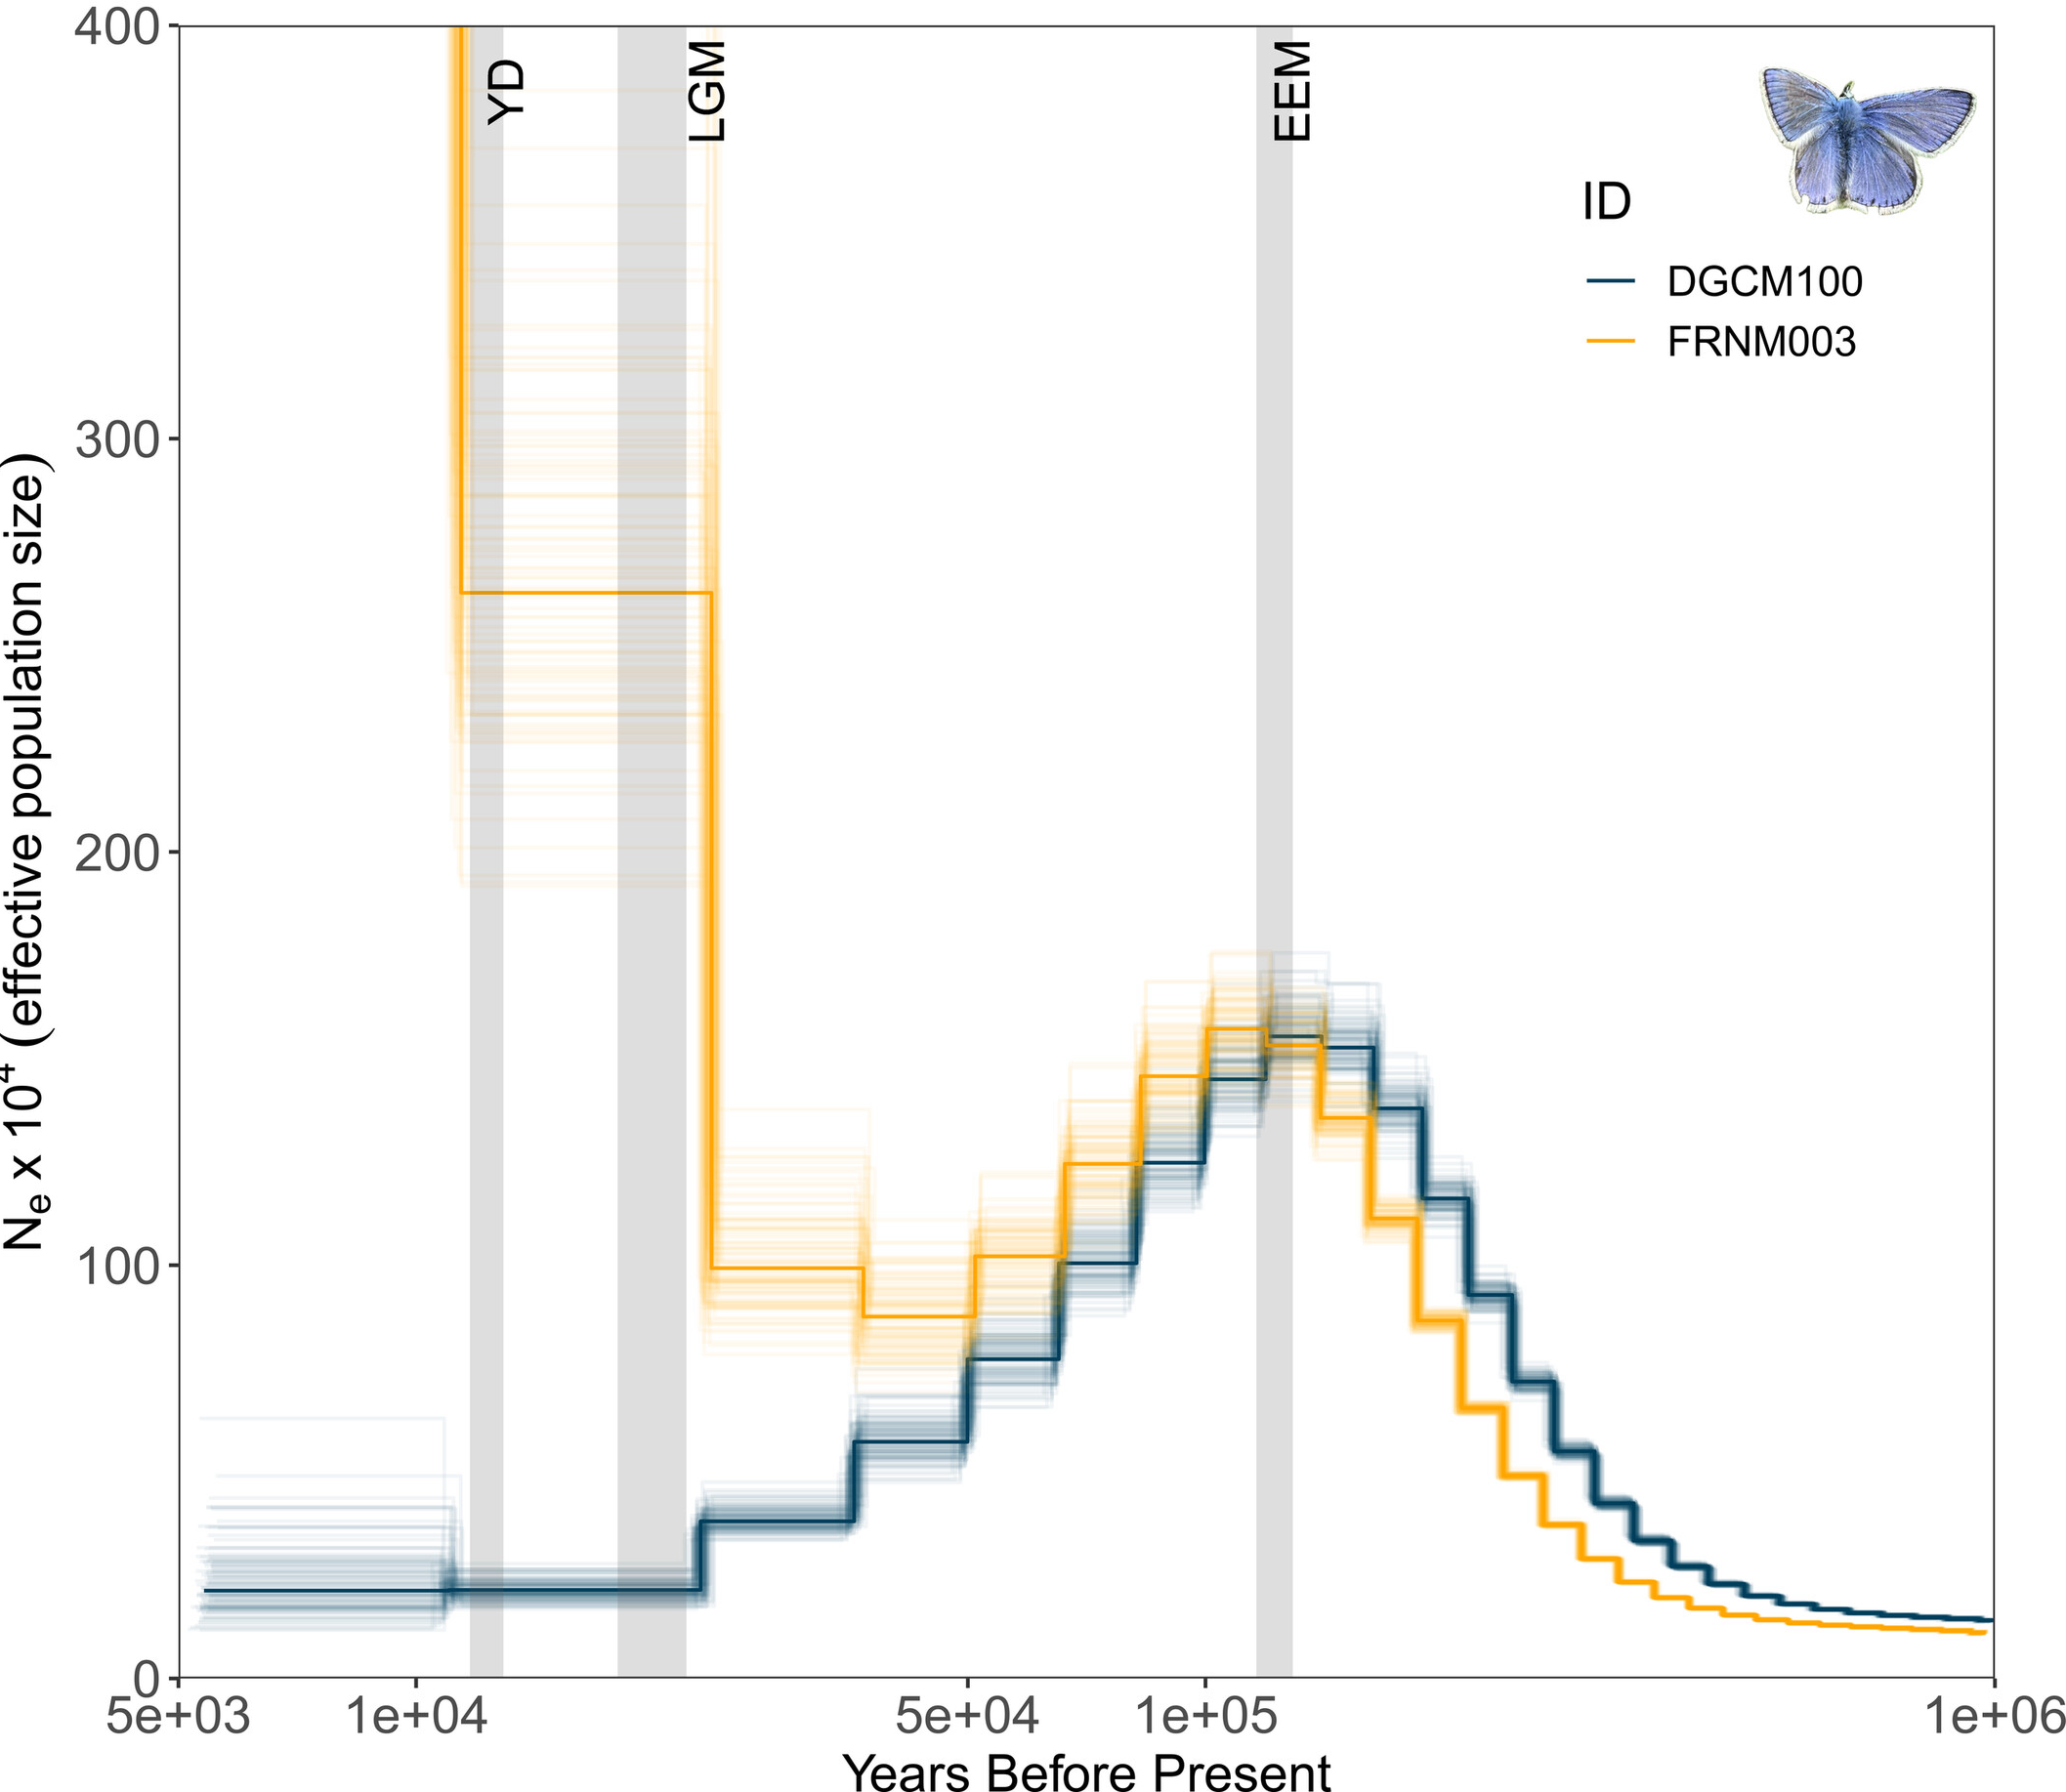 400
300
200
100
0
Ne x 10⁴ (effective population size)
YD
LGM
EEM
ID
DGCM100
FRNM003
5e+03
1e+04
5e+04
1e+05
1e+06
Years Before Present